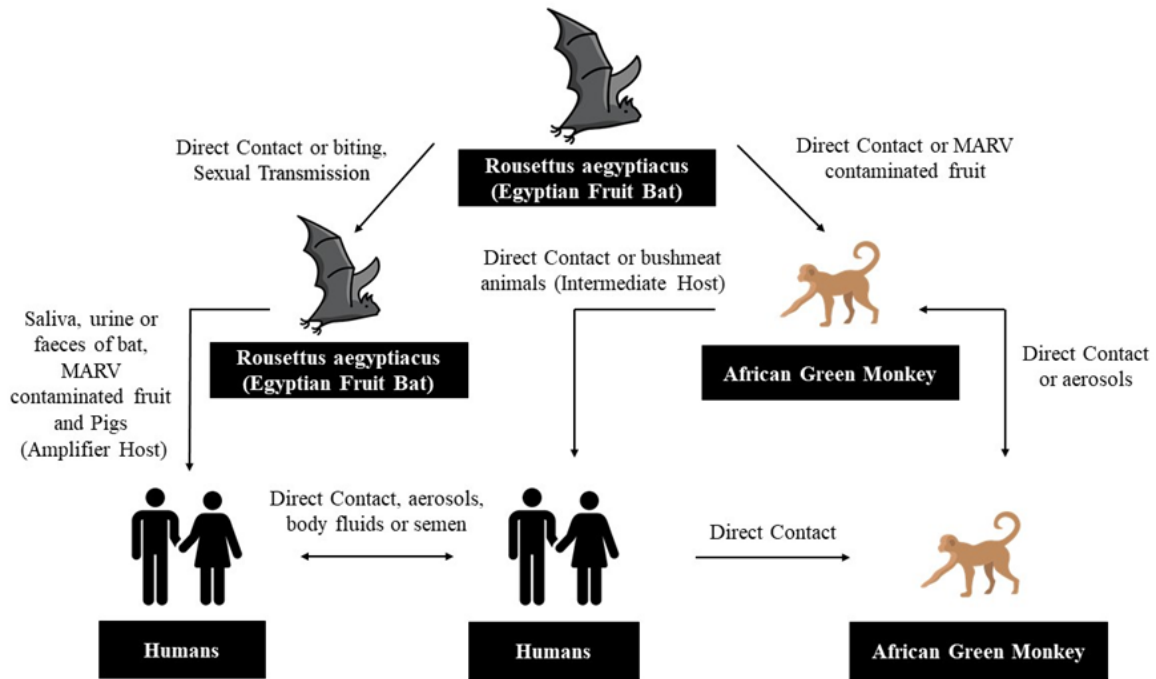 Direct Contact or biting,
Sexual Transmission
Rousettus aegyptiacus
(Egyptian Fruit Bat)
Direct Contact or MARV
contaminated fruit
Direct Contact or bushmeat
animals (Intermediate Host)
Saliva, urine or
faeces of bat,
MARV
contaminated fruit
and Pigs
(Amplifier Host)
Rousettus aegyptiacus
(Egyptian Fruit Bat)
African Green Monkey
Direct Contact
or aerosols
Direct Contact, aerosols,
body fluids or semen
Direct Contact
Humans
Humans
African Green Monkey